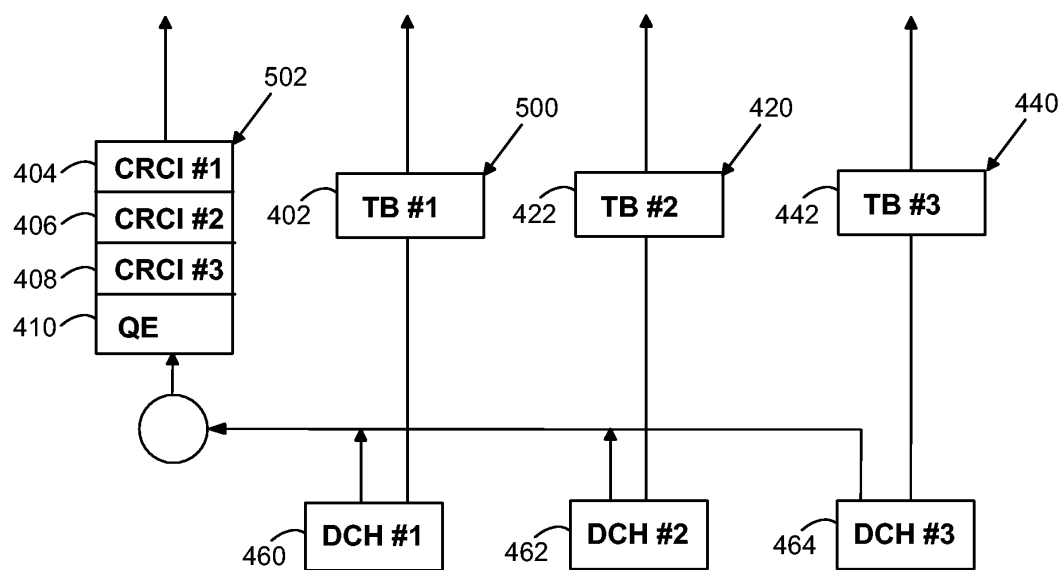 502
500
420
440
404
CRCI #1
402
TB #1
422
TB #2
442
TB #3
406
CRCI #2
408
CRCI #3
410
QE
460
DCH #1
462
DCH #2
464
DCH #3